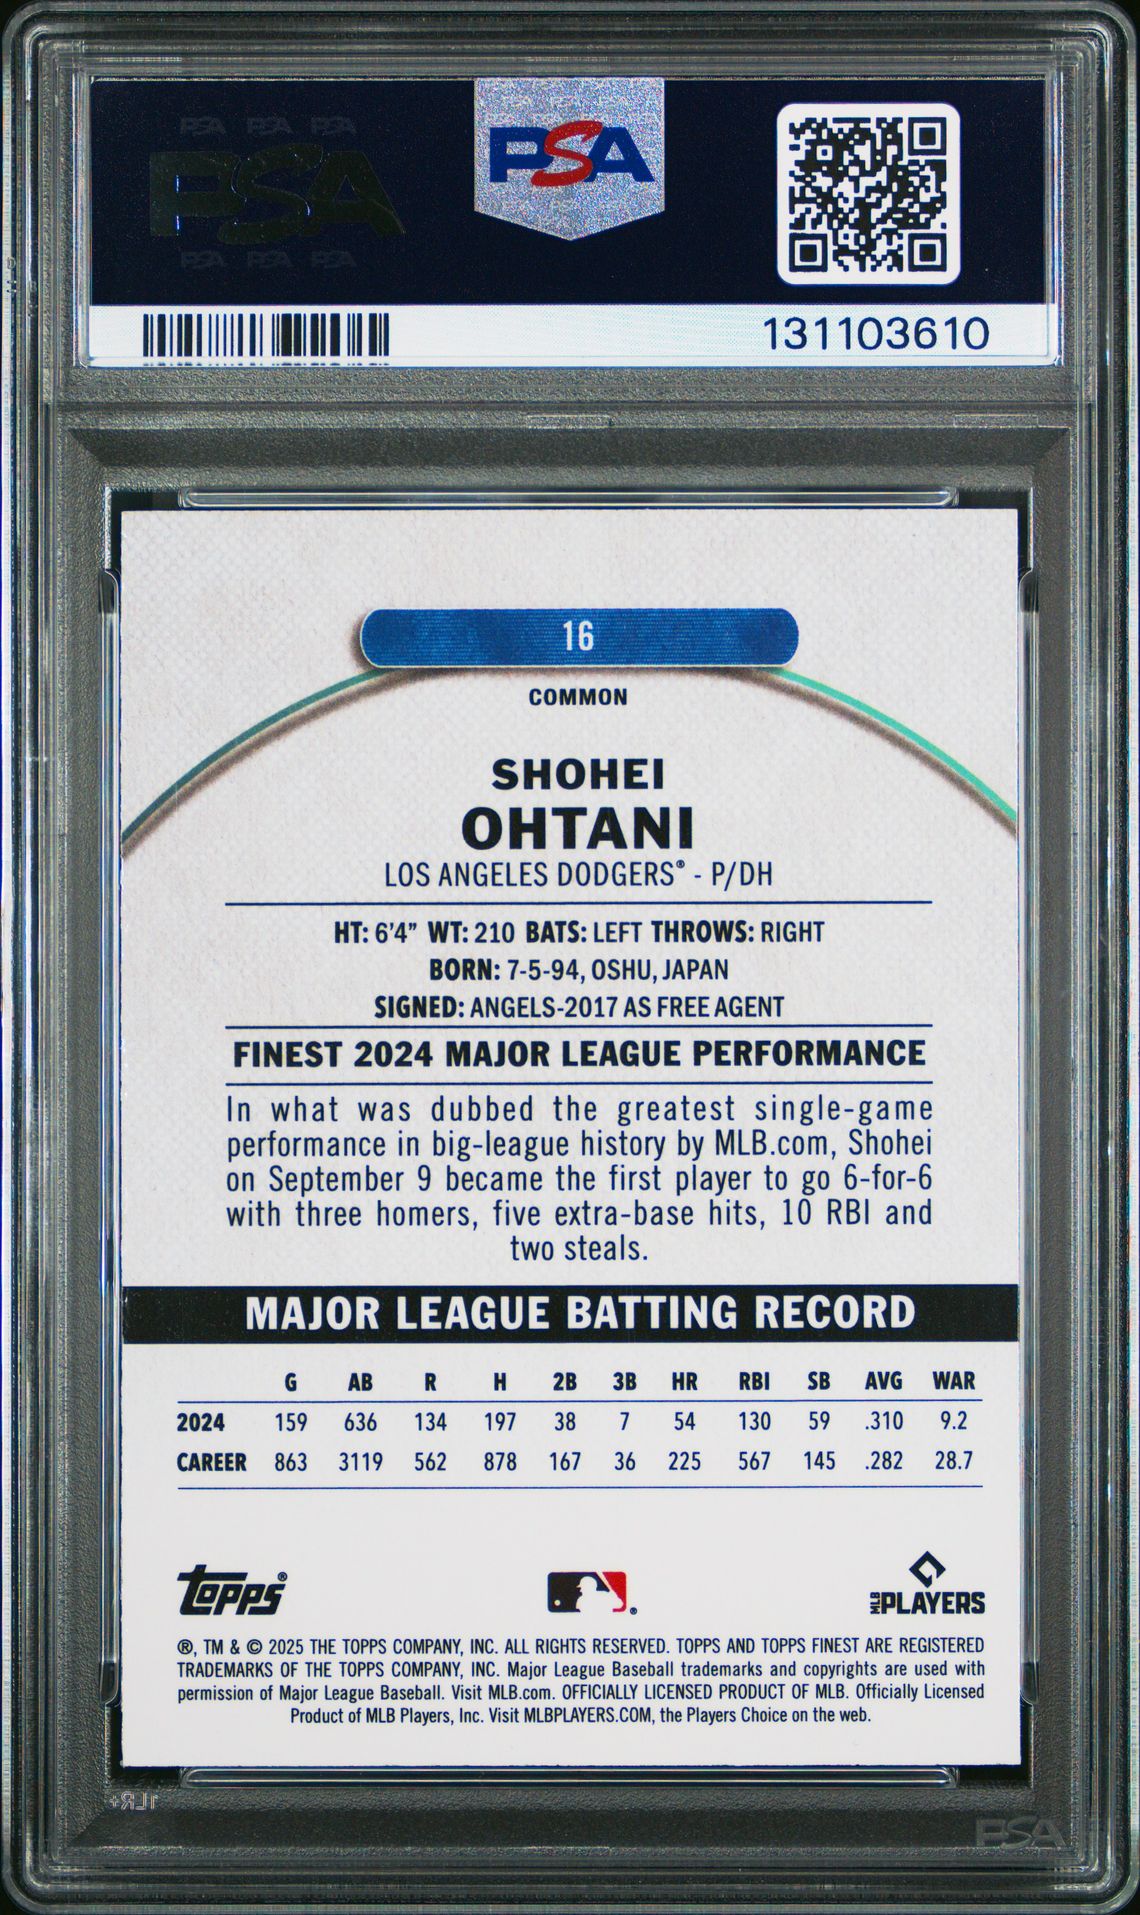 PSA PSA PSA
PSA
PSA PSA PSA
PSA
131103610
16
COMMON
SHOHEI
OHTANI
LOS ANGELES DODGERS® - P/DH
HT: 6'4" WT: 210 BATS: LEFT THROWS: RIGHT
BORN: 7-5-94, OSHU, JAPAN
SIGNED: ANGELS-2017 AS FREE AGENT
FINEST 2024 MAJOR LEAGUE PERFORMANCE
In what was dubbed the greatest single-game
performance in big-league history by MLB.com, Shohei
on September 9 became the first player to go 6-for-6
with three homers, five extra-base hits, 10 RBI and
two steals.
MAJOR LEAGUE BATTING RECORD
G AB R H 2B 3B HR RBI SB AVG WAR
2024 159 636 134 197 38 7 54 130 59 .310 9.2
CAREER 863 3119 562 878 167 36 225 567 145 .282 28.7
Topps®
®
MLB PLAYERS
®, TM & © 2025 THE TOPPS COMPANY, INC. ALL RIGHTS RESERVED. TOPPS AND TOPPS FINEST ARE REGISTERED
TRADEMARKS OF THE TOPPS COMPANY, INC. Major League Baseball trademarks and copyrights are used with
permission of Major League Baseball. Visit MLB.com. OFFICIALLY LICENSED PRODUCT OF MLB. Officially Licensed
Product of MLB Players, Inc. Visit MLBPLAYERS.COM, the Players Choice on the web.
1LR+
PSA